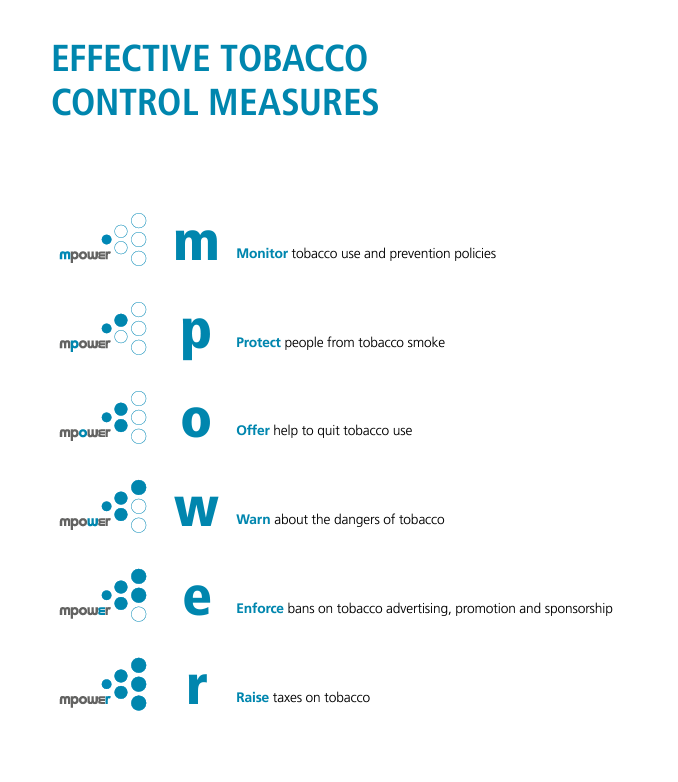 EFFECTIVE TOBACCO
CONTROL MEASURES
mpower
m
Monitor tobacco use and prevention policies
mpower
p
Protect people from tobacco smoke
mpower
o
Offer help to quit tobacco use
mpower
w
Warn about the dangers of tobacco
mpower
e
Enforce bans on tobacco advertising, promotion and sponsorship
mpower
r
Raise taxes on tobacco